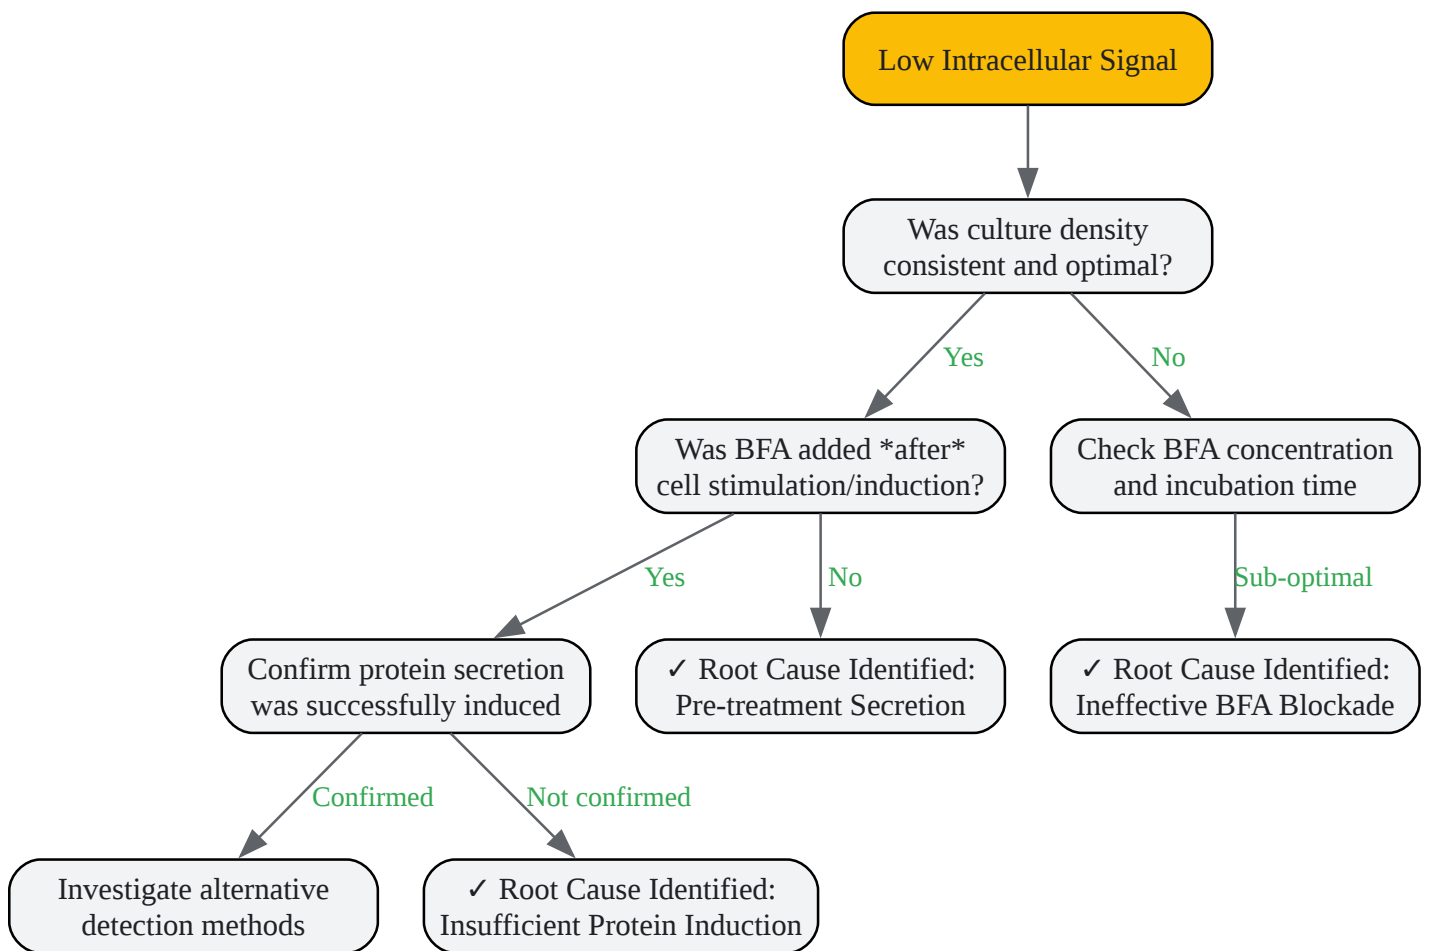 Low Intracellular Signal
Was culture density
consistent and optimal?
Yes
No
Was BFA added *after*
cell stimulation/induction?
Check BFA concentration
and incubation time
Yes
No
Sub-optimal
Confirm protein secretion
was successfully induced
✓ Root Cause Identified:
Pre-treatment Secretion
✓ Root Cause Identified:
Ineffective BFA Blockade
Confirmed
Not confirmed
Investigate alternative
detection methods
✓ Root Cause Identified:
Insufficient Protein Induction